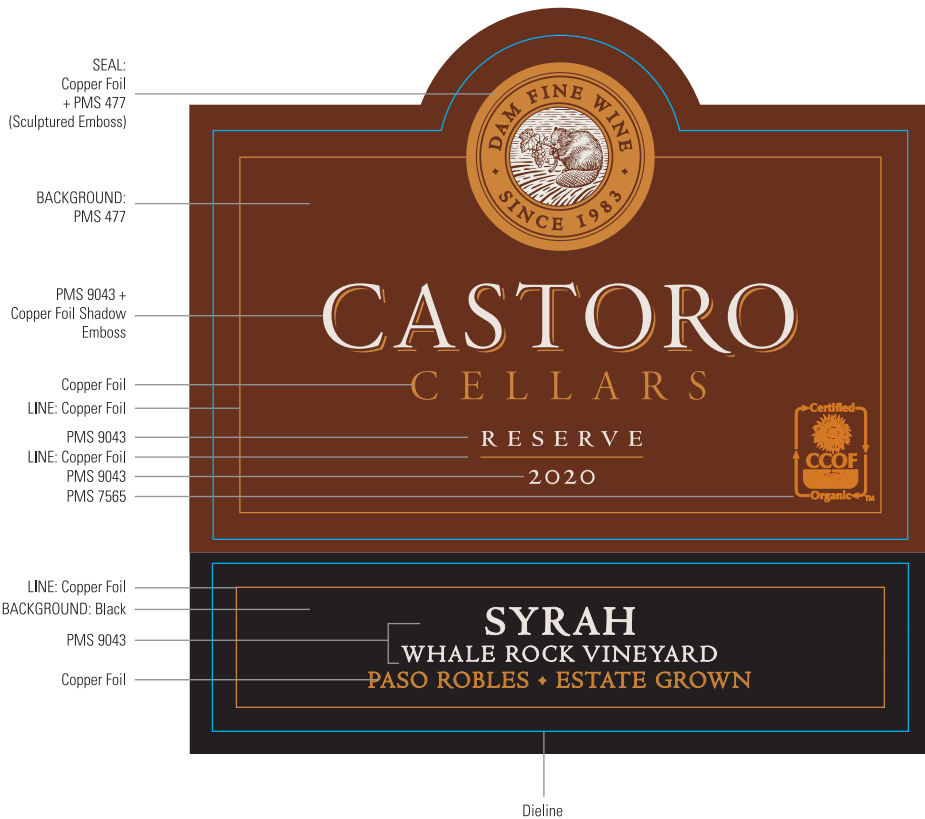 SEAL:
Copper Foil
+ PMS 477
(Sculptured Emboss)
BACKGROUND:
PMS 477
PMS 9043 +
Copper Foil Shadow
Emboss
Copper Foil
LINE: Copper Foil
PMS 9043
LINE: Copper Foil
PMS 9043
PMS 7565
LINE: Copper Foil
BACKGROUND: Black
PMS 9043
Copper Foil
DAM FINE WINE
• SINCE 1983 •
CASTORO
CELLARS
RESERVE
2020
Certified
CCOF
Organic
TM
SYRAH
WHALE ROCK VINEYARD
PASO ROBLES • ESTATE GROWN
Dieline